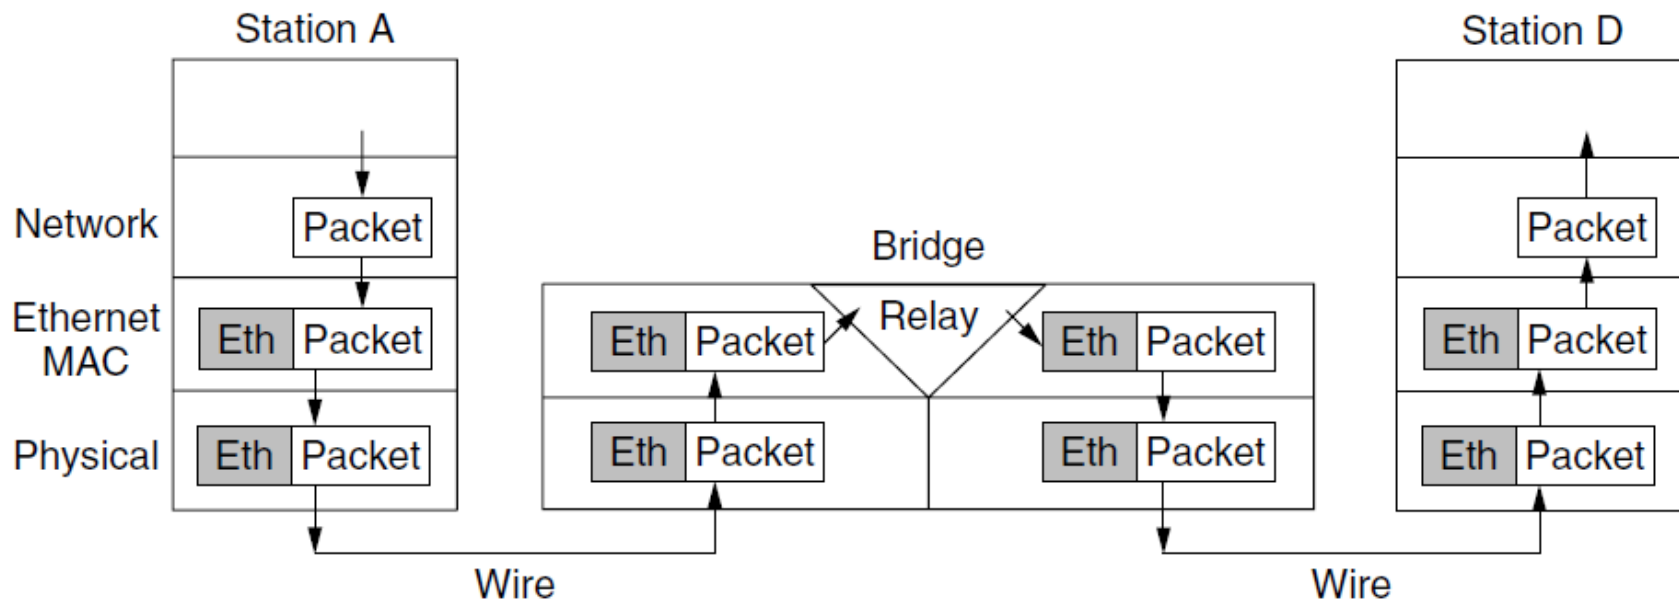 Station A
Station D
Network
Packet
Packet
Bridge
Ethernet
MAC
Eth Packet
Eth Packet
Relay
Eth Packet
Eth Packet
Physical
Eth Packet
Eth Packet
Eth Packet
Eth Packet
Wire
Wire